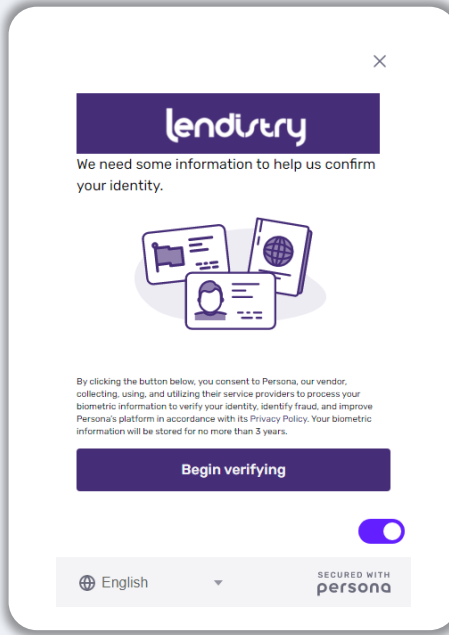 lendistry
We need some information to help us confirm
your identity.
By clicking the button below, you consent to Persona, our vendor,
collecting, using, and utilizing their service providers to process your
biometric information to verify your identity, identify fraud, and improve
Persona's platform in accordance with its Privacy Policy. Your biometric
information will be stored for no more than 3 years.
Begin verifying
English
SECURED WITH
persona